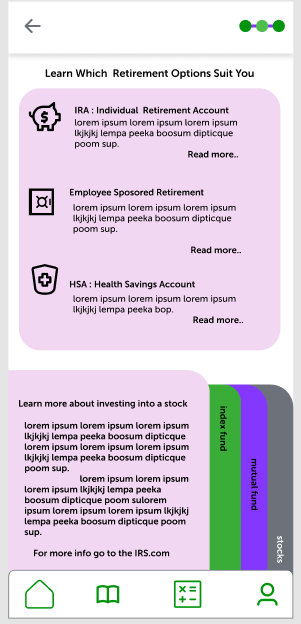 Learn Which Retirement Options Suit You
IRA : Individual Retirement Account
lorem ipsum lorem ipsum lorem ipsum
lkjkjkj lempa peeka boosum dipticque
poom sup.
Read more..
Employee Sposored Retirement
lorem ipsum lorem ipsum lorem ipsum
lkjkjkj lempa peeka boosum dipticque
poom sup.
Read more..
HSA : Health Savings Account
lorem ipsum lorem ipsum lorem ipsum
lkjkjkj lempa peeka bop.
Read more..
Learn more about investing into a stock
lorem ipsum lorem ipsum lorem ipsum
lkjkjkj lempa peeka boosum dipticque
lorem ipsum lorem ipsum lorem ipsum
lkjkjkj lempa peeka boosum dipticque
poom sup.
lorem ipsum lorem ipsum
lorem ipsum lkjkjkj lempa peeka
boosum dipticque poom sulorem
ipsum lorem ipsum lorem ipsum lkjkjkj
lempa peeka boosum dipticque poom
sup.
For more info go to the IRS.com
index fund
mutual fund
stocks